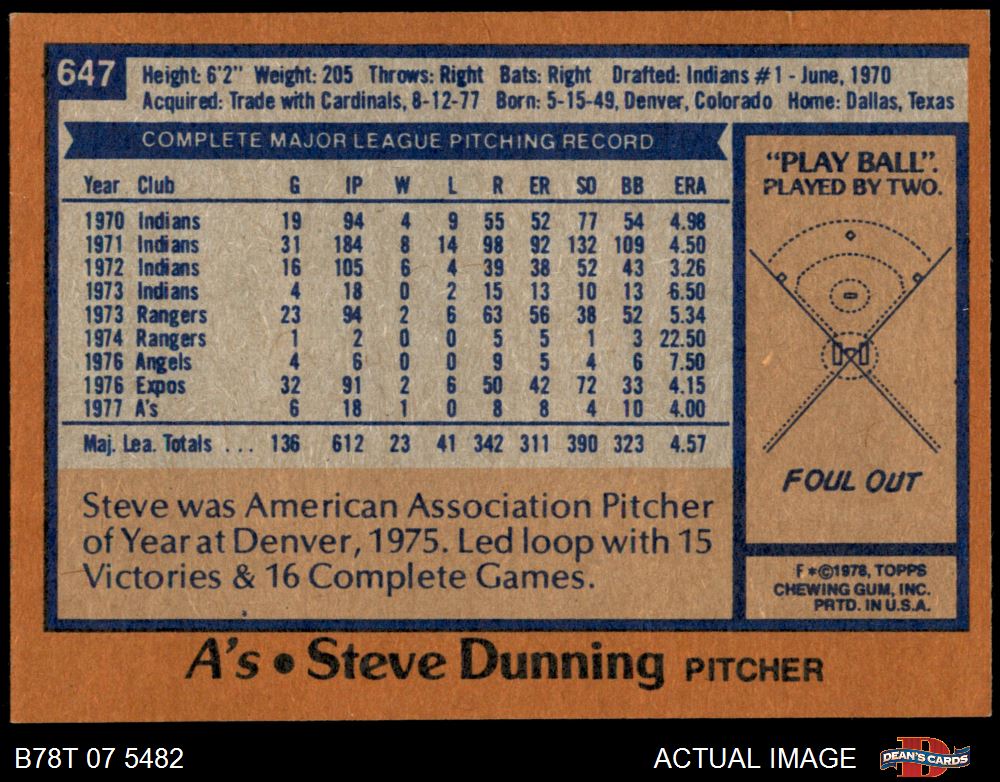 647
Height: 6'2" Weight: 205 Throws: Right Bats: Right Drafted: Indians #1 - June, 1970
Acquired: Trade with Cardinals, 8-12-77 Born: 5-15-49, Denver, Colorado Home: Dallas, Texas
COMPLETE MAJOR LEAGUE PITCHING RECORD
Year Club G IP W L R ER SO BB ERA
1970 Indians 19 94 4 9 55 52 77 54 4.98
1971 Indians 31 184 8 14 98 92 132 109 4.50
1972 Indians 16 105 6 4 39 38 52 43 3.26
1973 Indians 4 18 0 2 15 13 10 13 6.50
1973 Rangers 23 94 2 6 63 56 38 52 5.34
1974 Rangers 1 2 0 0 5 5 1 3 22.50
1976 Angels 4 6 0 0 9 5 4 6 7.50
1976 Expos 32 91 2 6 50 42 72 33 4.15
1977 A's 6 18 1 0 8 8 4 10 4.00
Maj. Lea. Totals ... 136 612 23 41 342 311 390 323 4.57
Steve was American Association Pitcher
of Year at Denver, 1975. Led loop with 15
Victories & 16 Complete Games.
"PLAY BALL".
PLAYED BY TWO.
FOUL OUT
F*©1978, TOPPS
CHEWING GUM, INC.
PRTD. IN U.S.A.
A's • Steve Dunning PITCHER
B78T 07 5482
ACTUAL IMAGE
D
DEAN'S CARDS